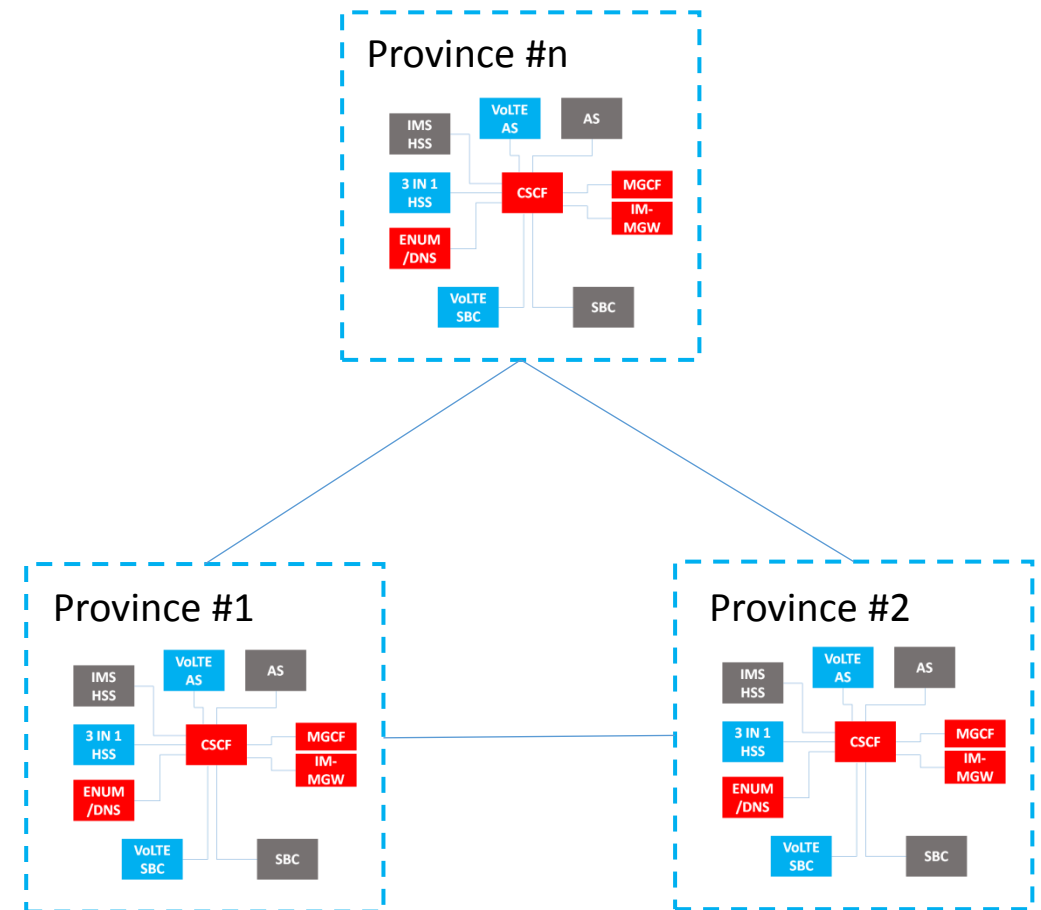 Province #n
VoLTE
AS
AS
IMS
HSS
3 IN 1
HSS
CSCF
MGCF
IM-
MGW
ENUM
/DNS
VoLTE
SBC
SBC
Province #1
VoLTE
AS
AS
IMS
HSS
3 IN 1
HSS
CSCF
MGCF
IM-
MGW
ENUM
/DNS
VoLTE
SBC
SBC
Province #2
VoLTE
AS
AS
IMS
HSS
3 IN 1
HSS
CSCF
MGCF
IM-
MGW
ENUM
/DNS
VoLTE
SBC
SBC